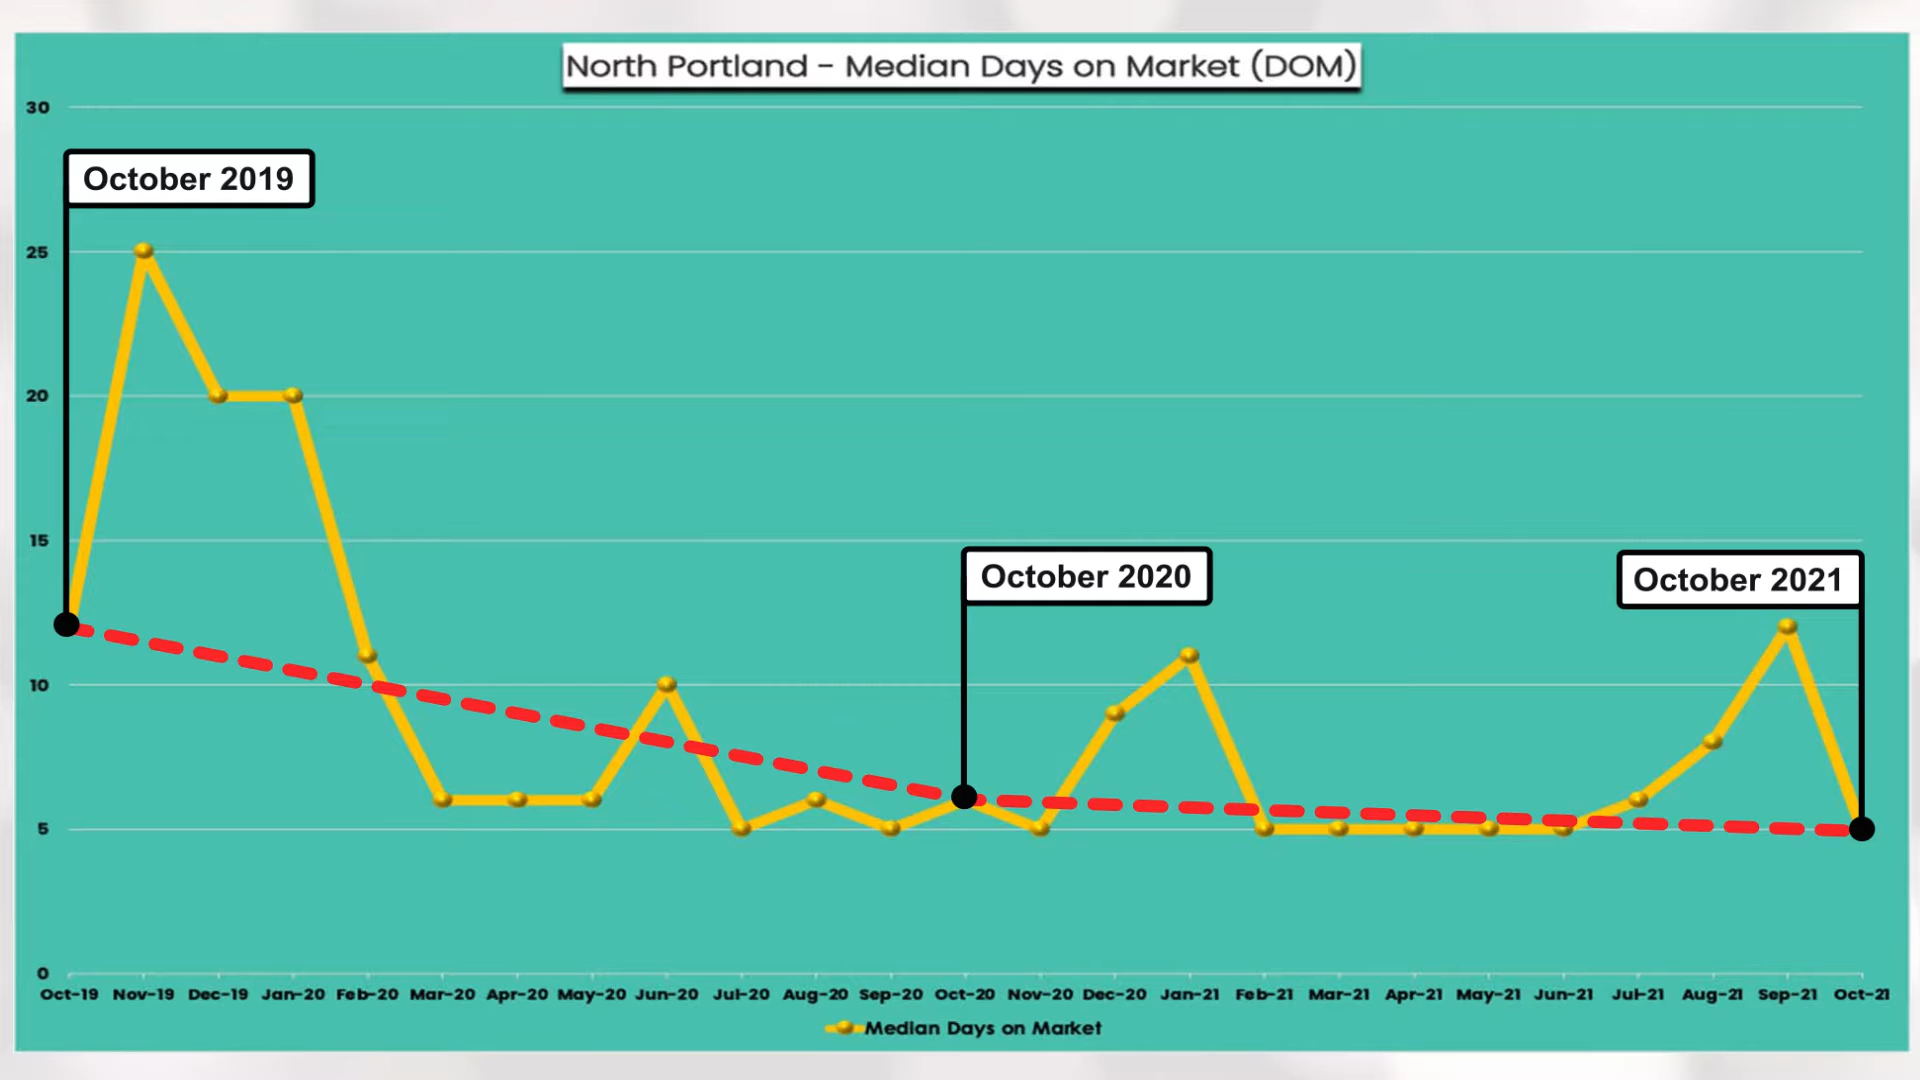 North Portland - Median Days on Market (DOM)
30
October 2019
25
20
15
October 2020
October 2021
10
5
0
Oct-19 Nov-19 Dec-19 Jan-20 Feb-20 Mar-20 Apr-20 May-20 Jun-20 Jul-20 Aug-20 Sep-20 Oct-20 Nov-20 Dec-20 Jan-21 Feb-21 Mar-21 Apr-21 May-21 Jun-21 Jul-21 Aug-21 Sep-21 Oct-21
Median Days on Market